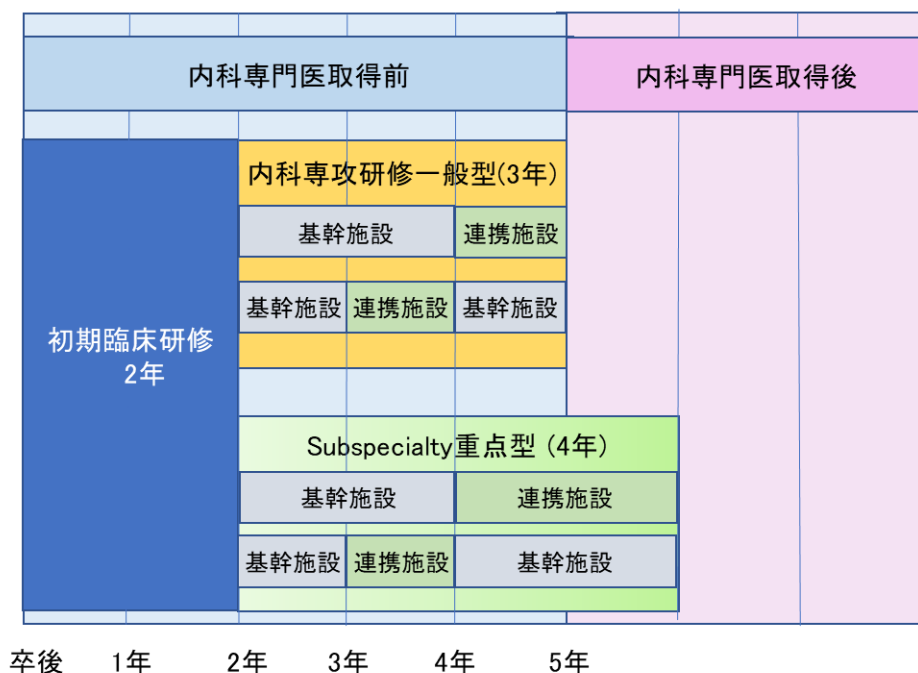 内科専門医取得前
内科専門医取得後
内科専攻研修一般型(3年)
基幹施設
連携施設
基幹施設
連携施設
基幹施設
初期臨床研修
2年
Subspecialty重点型 (4年)
基幹施設
連携施設
基幹施設
連携施設
基幹施設
卒後 1年 2年 3年 4年 5年